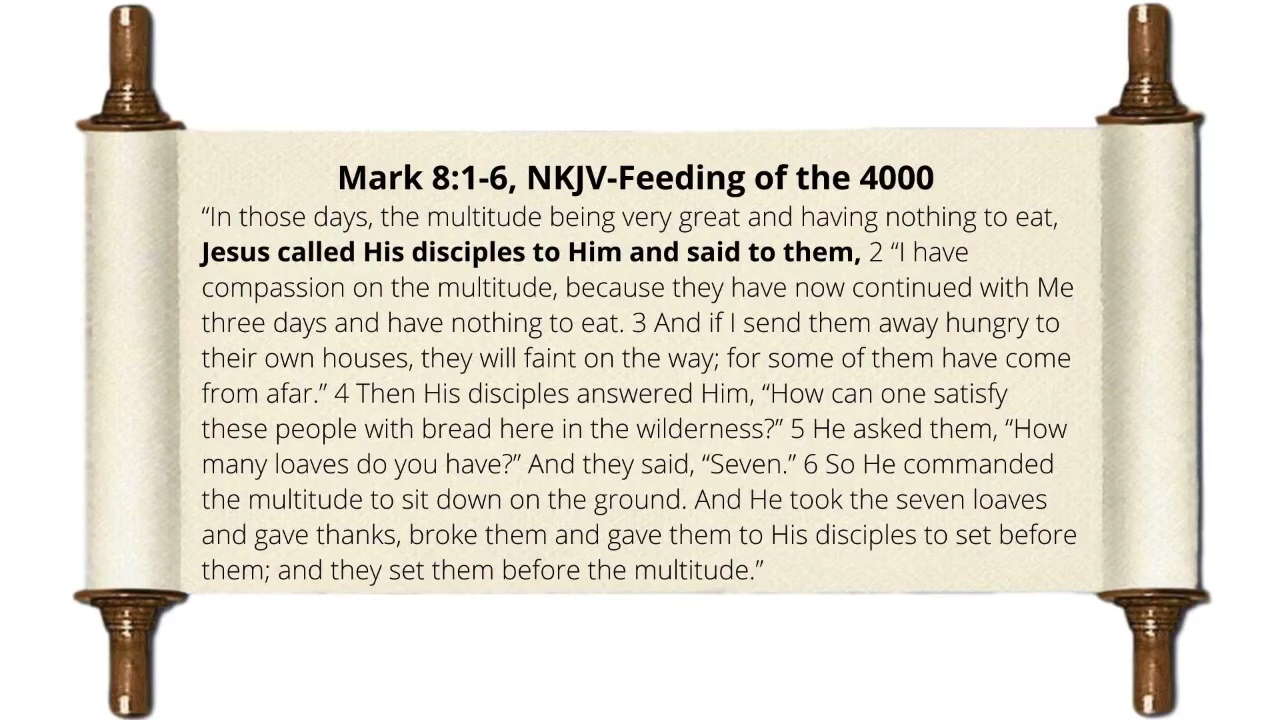 Mark 8:1-6, NKJV-Feeding of the 4000
“In those days, the multitude being very great and having nothing to eat,
Jesus called His disciples to Him and said to them, 2 “I have
compassion on the multitude, because they have now continued with Me
three days and have nothing to eat. 3 And if I send them away hungry to
their own houses, they will faint on the way; for some of them have come
from afar.” 4 Then His disciples answered Him, “How can one satisfy
these people with bread here in the wilderness?” 5 He asked them, “How
many loaves do you have?” And they said, “Seven.” 6 So He commanded
the multitude to sit down on the ground. And He took the seven loaves
and gave thanks, broke them and gave them to His disciples to set before
them; and they set them before the multitude.”